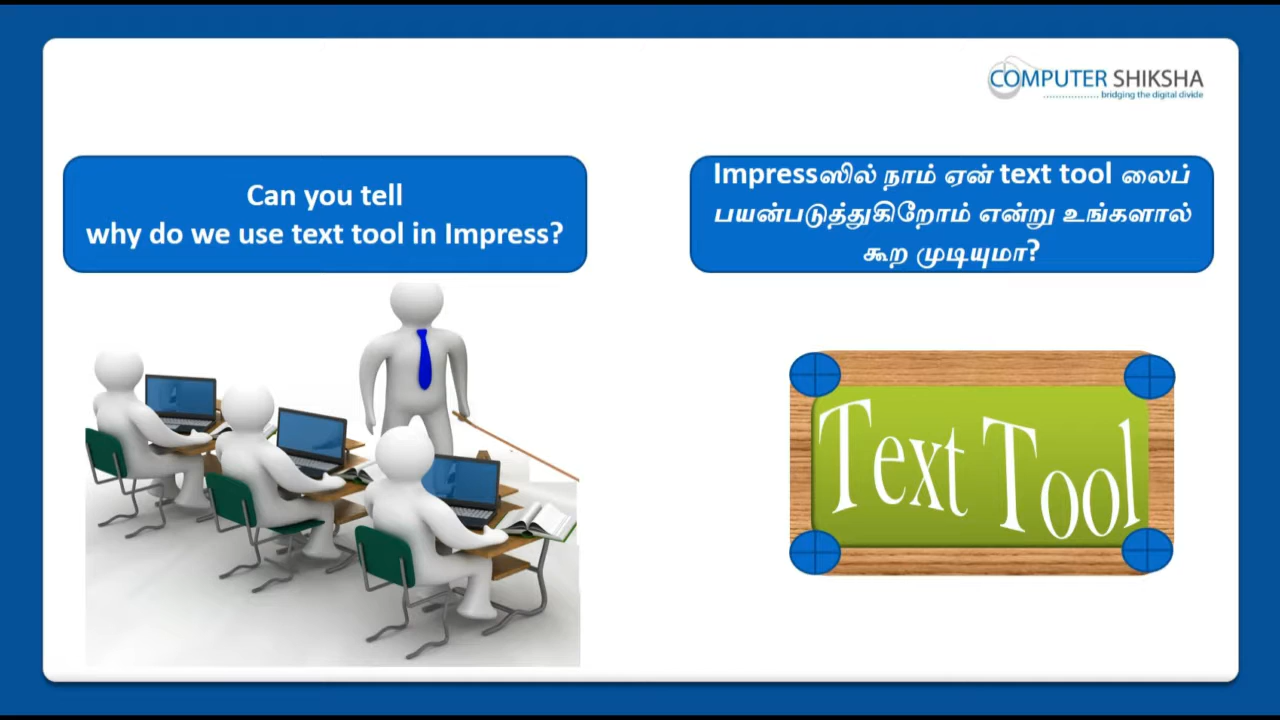 COMPUTER SHIKSHA
bridging the digital divide
Can you tell
why do we use text tool in Impress?
Impressஸில் நாம் ஏன் text tool லைப்
பயன்படுத்துகிறோம் என்று உங்களால்
கூற முடியுமா?
Text Tool